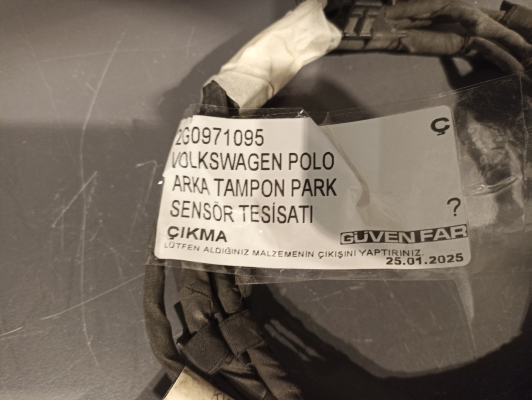 2G0971095
Ç
VOLKSWAGEN POLO
ARKA TAMPON PARK
SENSÖR TESİSATI
?
ÇIKMA
GÜVEN FAR
LÜTFEN ALDIĞINIZ MALZEMENİN ÇIKIŞINI YAPTIRINIZ
25.01.2025